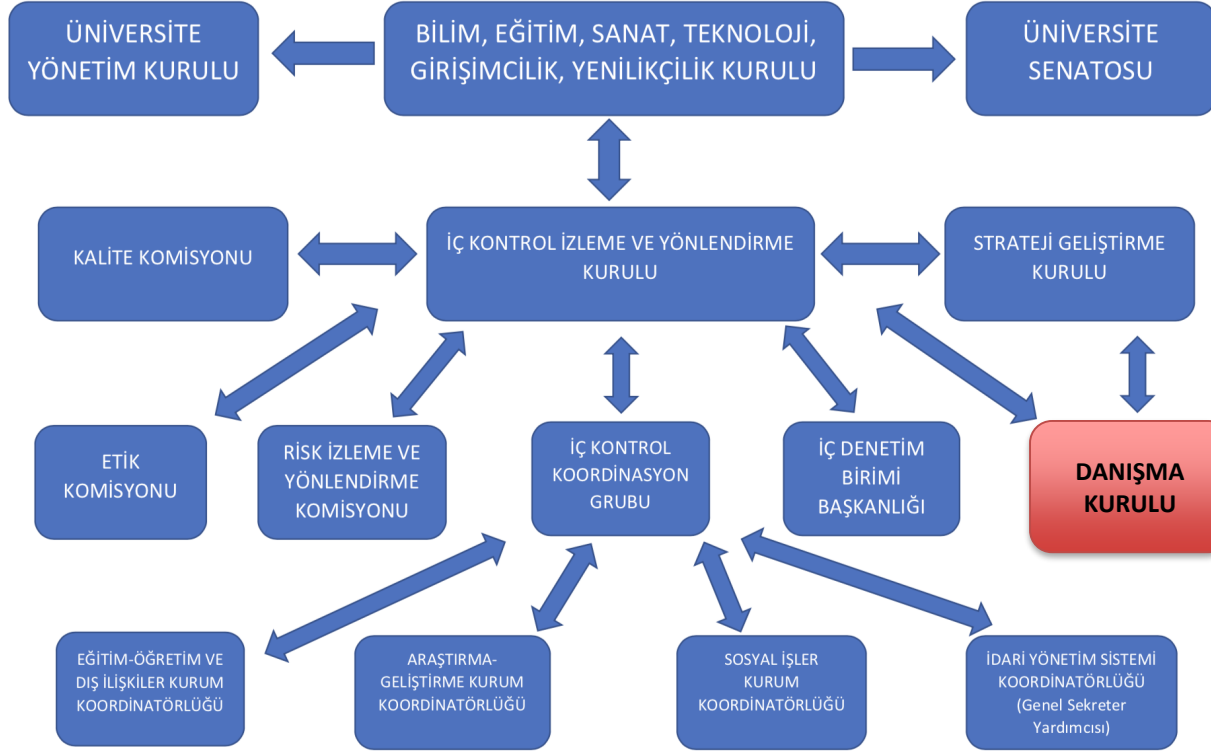 ÜNİVERSİTE
YÖNETİM KURULU
BİLİM, EĞİTİM, SANAT, TEKNOLOJİ,
GİRİŞİMCİLİK, YENİLİKÇİLİK KURULU
ÜNİVERSİTE
SENATOSU
KALİTE KOMİSYONU
İÇ KONTROL İZLEME VE YÖNLENDİRME
KURULU
STRATEJİ GELİŞTİRME
KURULU
ETİK
KOMİSYONU
RİSK İZLEME VE
YÖNLENDİRME
KOMİSYONU
İÇ KONTROL
KOORDİNASYON
GRUBU
İÇ DENETİM
BİRİMİ
BAŞKANLIĞI
DANIŞMA
KURULU
EĞİTİM-ÖĞRETİM VE
DIŞ İLİŞKİLER KURUM
KOORDİNATÖRLÜĞÜ
ARAŞTIRMA-
GELİŞTİRME KURUM
KOORDİNATÖRLÜĞÜ
SOSYAL İŞLER
KURUM
KOORDİNATÖRLÜĞÜ
İDARİ YÖNETİM SİSTEMİ
KOORDİNATÖRLÜĞÜ
(Genel Sekreter
Yardımcısı)